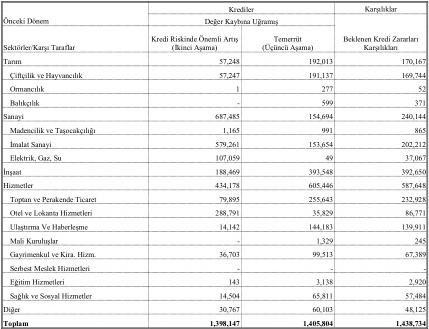 Krediler Karşılıklar
Önceki Dönem Değer Kaybına Uğramış
Kredi Riskinde Önemli Artış Temerrüt Beklenen Kredi Zararları
Sektörler/Karşı Taraflar (İkinci Aşama) (Üçüncü Aşama) Karşılıkları
Tarım 57,248 192,013 170,167
Çiftçilik ve Hayvancılık 57,247 191,137 169,744
Ormancılık 1 277 52
Balıkçılık - 599 371
Sanayi 687,485 154,694 240,144
Madencilik ve Taşocakçılığı 1,165 991 865
İmalat Sanayi 579,261 153,654 202,212
Elektrik, Gaz, Su 107,059 49 37,067
İnşaat 188,469 393,548 392,650
Hizmetler 434,178 605,446 587,648
Toptan ve Perakende Ticaret 79,895 255,643 232,928
Otel ve Lokanta Hizmetleri 288,791 35,829 86,771
Ulaştırma Ve Haberleşme 14,142 144,183 139,911
Mali Kuruluşlar - 1,329 245
Gayrimenkul ve Kira. Hizm. 36,703 99,513 67,389
Serbest Meslek Hizmetleri - - -
Eğitim Hizmetleri 143 3,138 2,920
Sağlık ve Sosyal Hizmetler 14,504 65,811 57,484
Diğer 30,767 60,103 48,125
Toplam 1,398,147 1,405,804 1,438,734